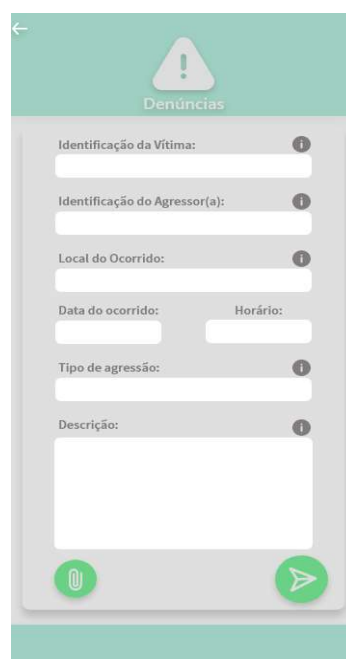 Denúncias
Identificação da Vítima:
Identificação do Agressor(a):
Local do Ocorrido:
Data do ocorrido: Horário:
Tipo de agressão:
Descrição: